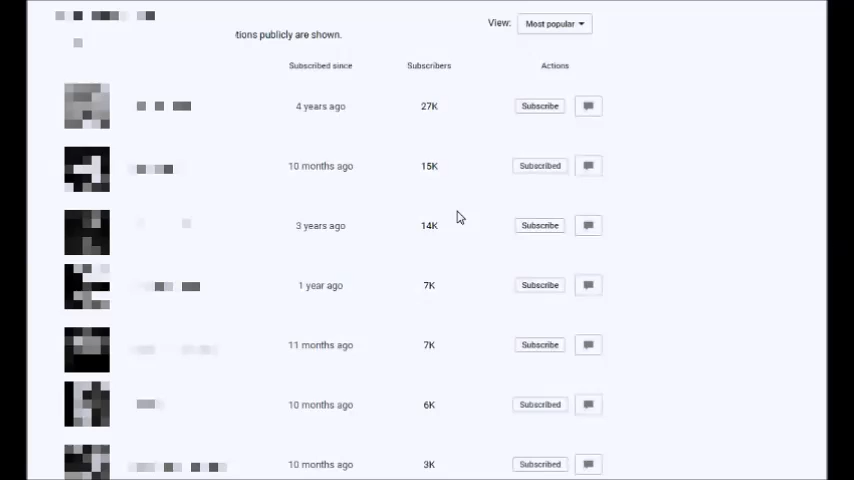 View: Most popular
tions publicly are shown.
Subscribed since Subscribers Actions
4 years ago 27K Subscribe
10 months ago 15K Subscribed
3 years ago 14K Subscribe
1 year ago 7K Subscribe
11 months ago 7K Subscribe
10 months ago 6K Subscribed
10 months ago 3K Subscribed